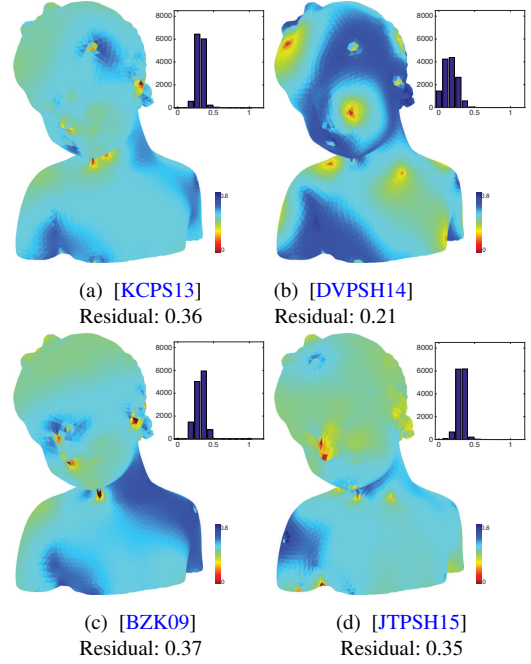 8000
6000
4000
2000
0
0 0.5 1
0.8
0
8000
6000
4000
2000
0
0 0.5 1
0.8
0
(a) [KCPS13]
Residual: 0.36
(b) [DVPSH14]
Residual: 0.21
8000
6000
4000
2000
0
0 0.5 1
0.8
0
8000
6000
4000
2000
0
0 0.5 1
0.8
0
(c) [BZK09]
Residual: 0.37
(d) [JTPSH15]
Residual: 0.35